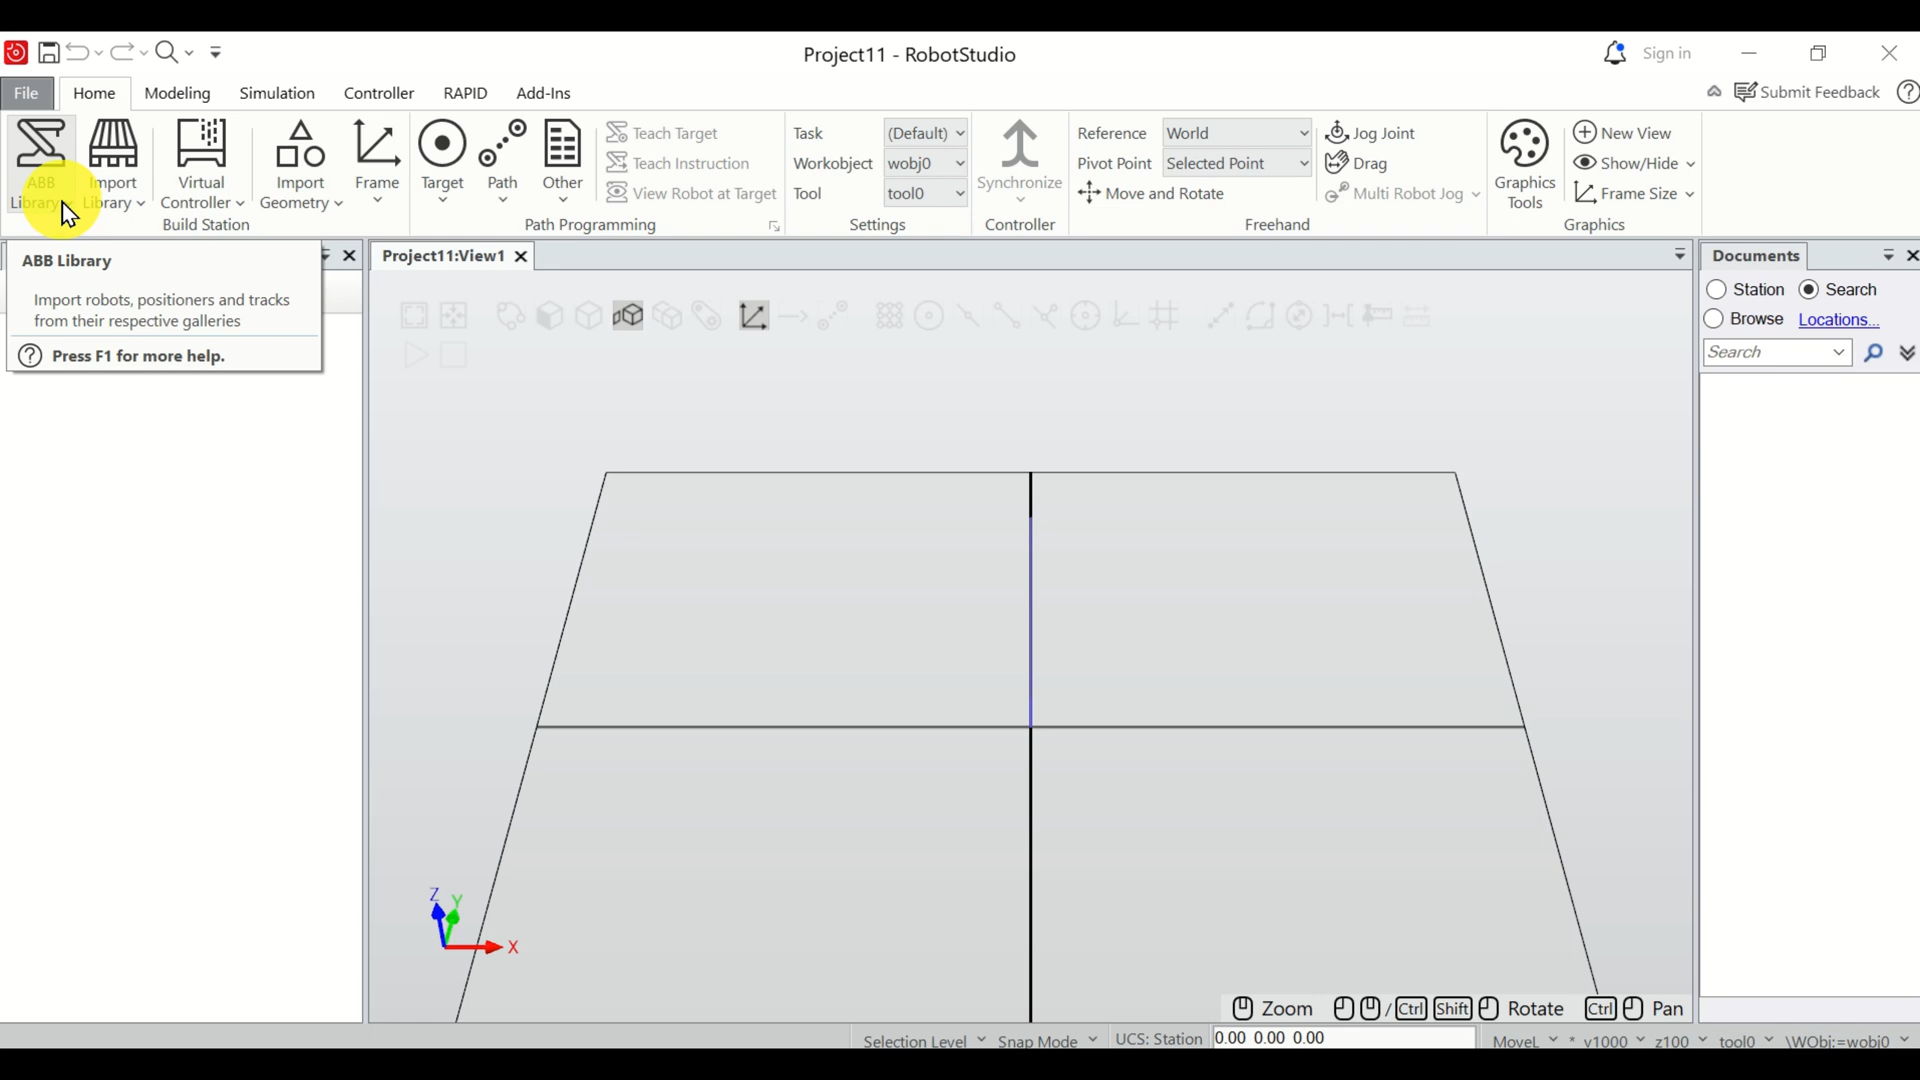 Project11 - RobotStudio
Sign in
File Home Modeling Simulation Controller RAPID Add-Ins
Submit Feedback
ABB Library
Import Library
Virtual Controller
Import Geometry
Frame
Build Station
Target
Path
Other
Teach Target
Teach Instruction
View Robot at Target
Path Programming
Task (Default)
Workobject wobj0
Tool tool0
Settings
Synchronize
Controller
Reference World
Pivot Point Selected Point
Move and Rotate
Jog Joint
Drag
Multi Robot Jog
Freehand
Graphics Tools
New View
Show/Hide
Frame Size
Graphics
ABB Library
Import robots, positioners and tracks
from their respective galleries
Press F1 for more help.
Project11:View1
Documents
Station Search
Browse Locations...
Search
Z
Y
X
Zoom / Ctrl Shift Rotate Ctrl Pan
Selection Level Snap Mode UCS: Station 0.00 0.00 0.00 MoveL * v1000 z100 tool0 \WObj:=wobj0